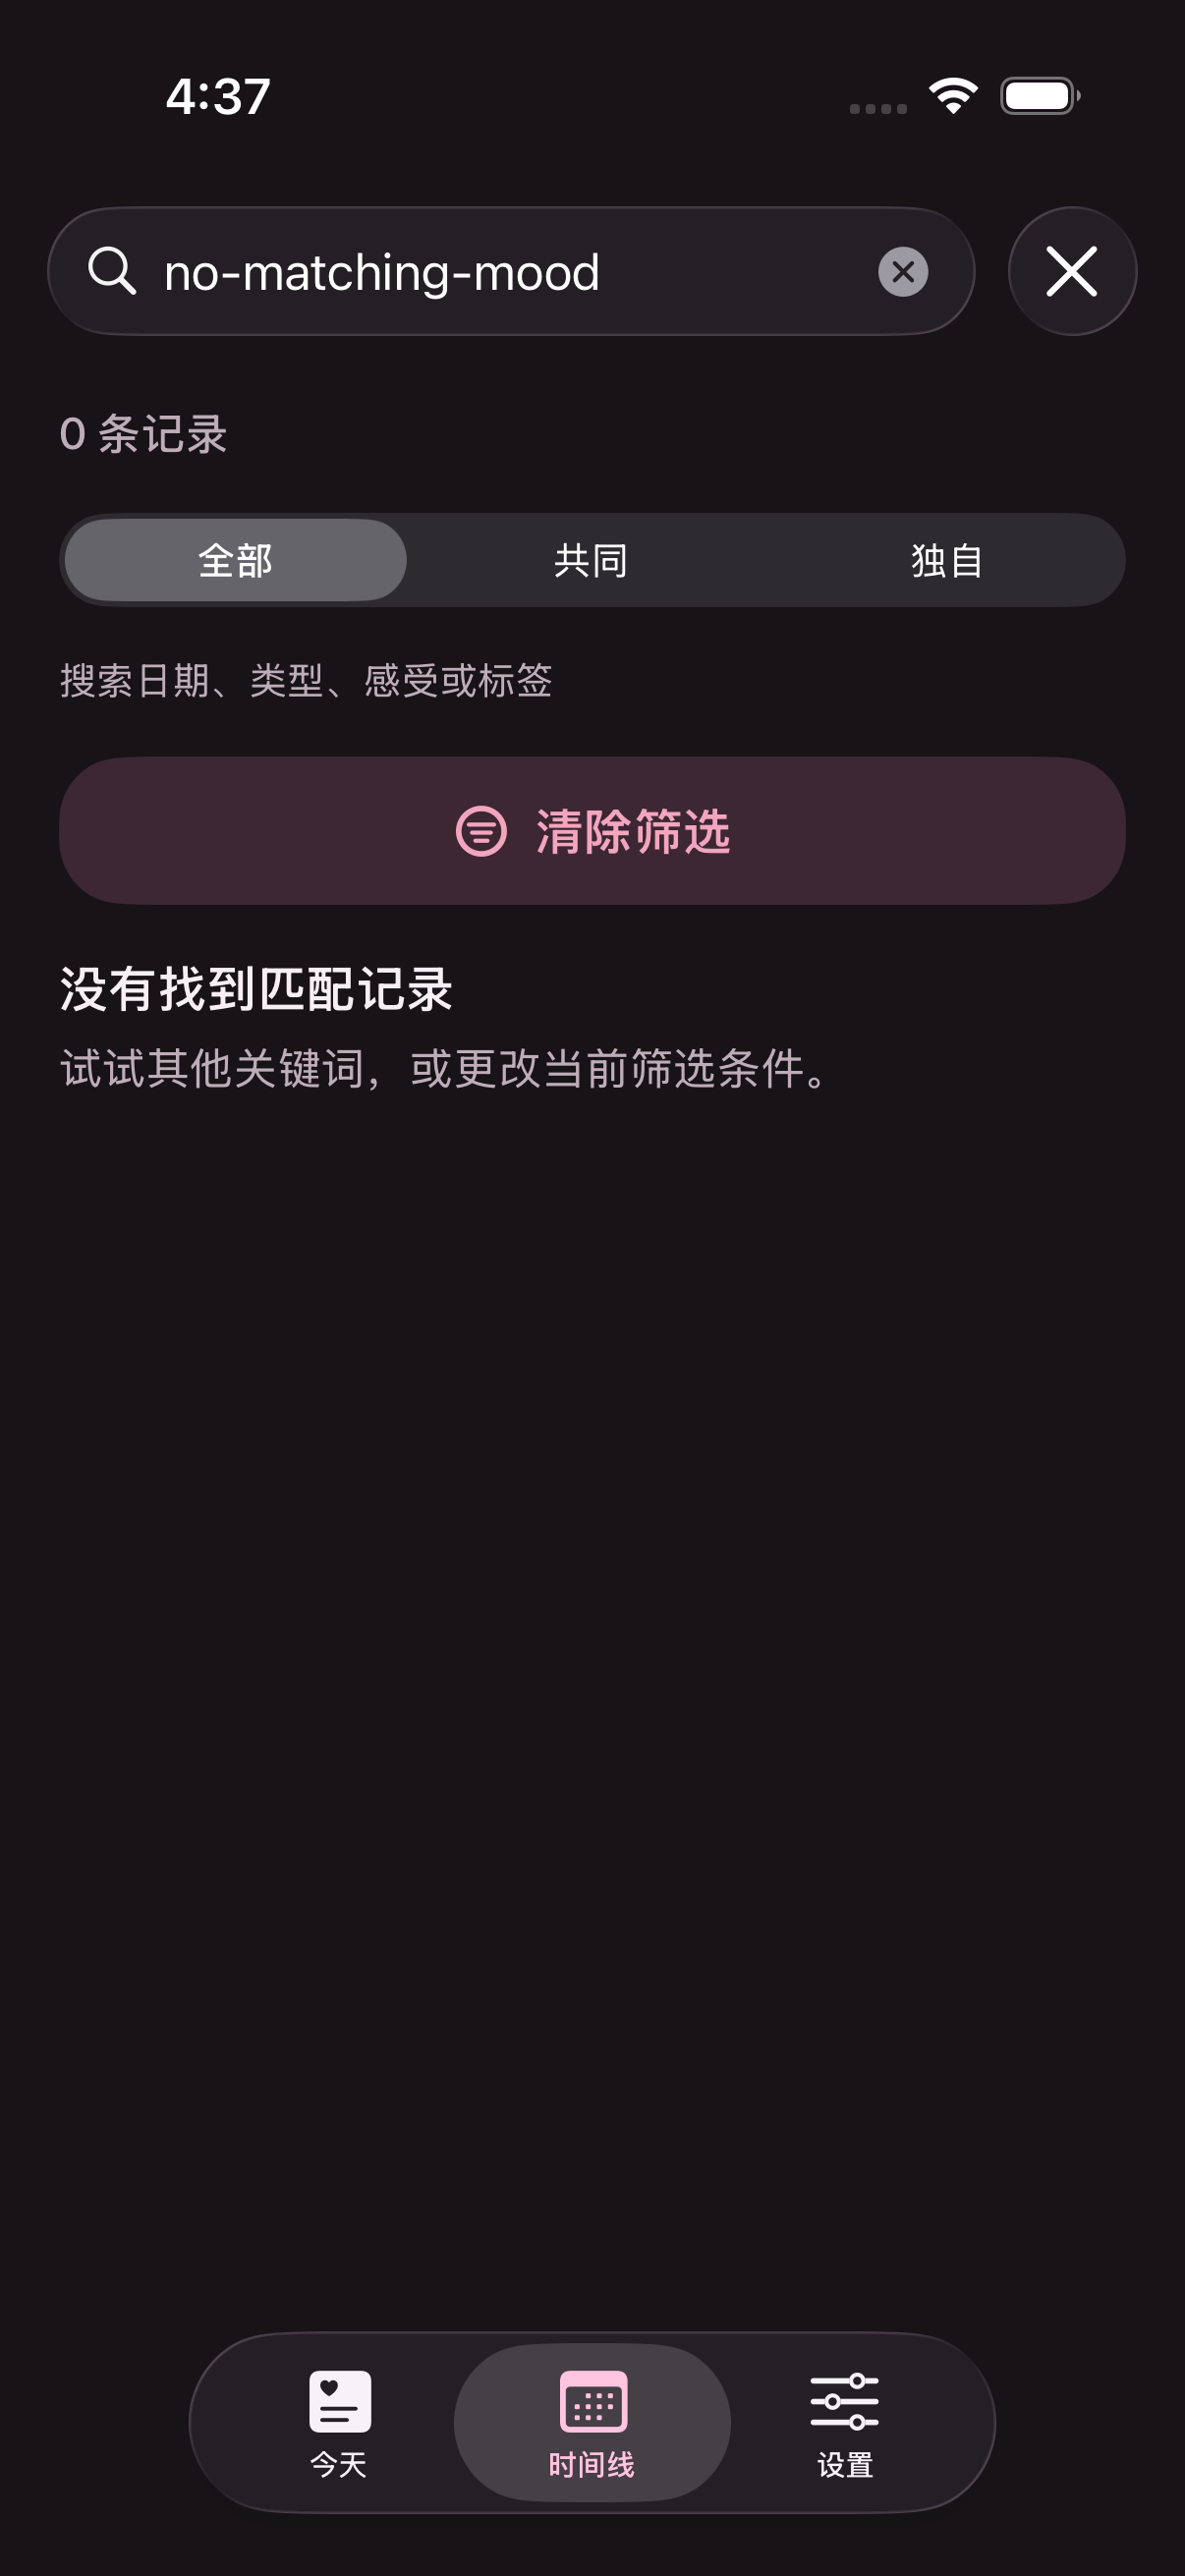 4:37
no-matching-mood
0 条记录
全部
共同
独自
搜索日期、类型、感受或标签
清除筛选
没有找到匹配记录
试试其他关键词，或更改当前筛选条件。
今天
时间线
设置